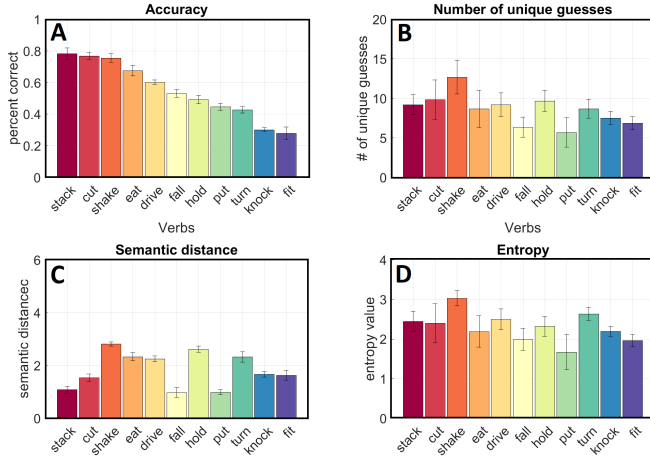 Accuracy
A
percent correct
1
0.8
0.6
0.4
0.2
0
stack cut shake eat drive fall hold put turn knock fit
Verbs
Number of unique guesses
B
# of unique guesses
20
15
10
5
0
stack cut shake eat drive fall hold put turn knock fit
Verbs
Semantic distance
C
semantic distancec
6
4
2
0
stack cut shake eat drive fall hold put turn knock fit
Entropy
D
entropy value
4
3
2
1
0
stack cut shake eat drive fall hold put turn knock fit